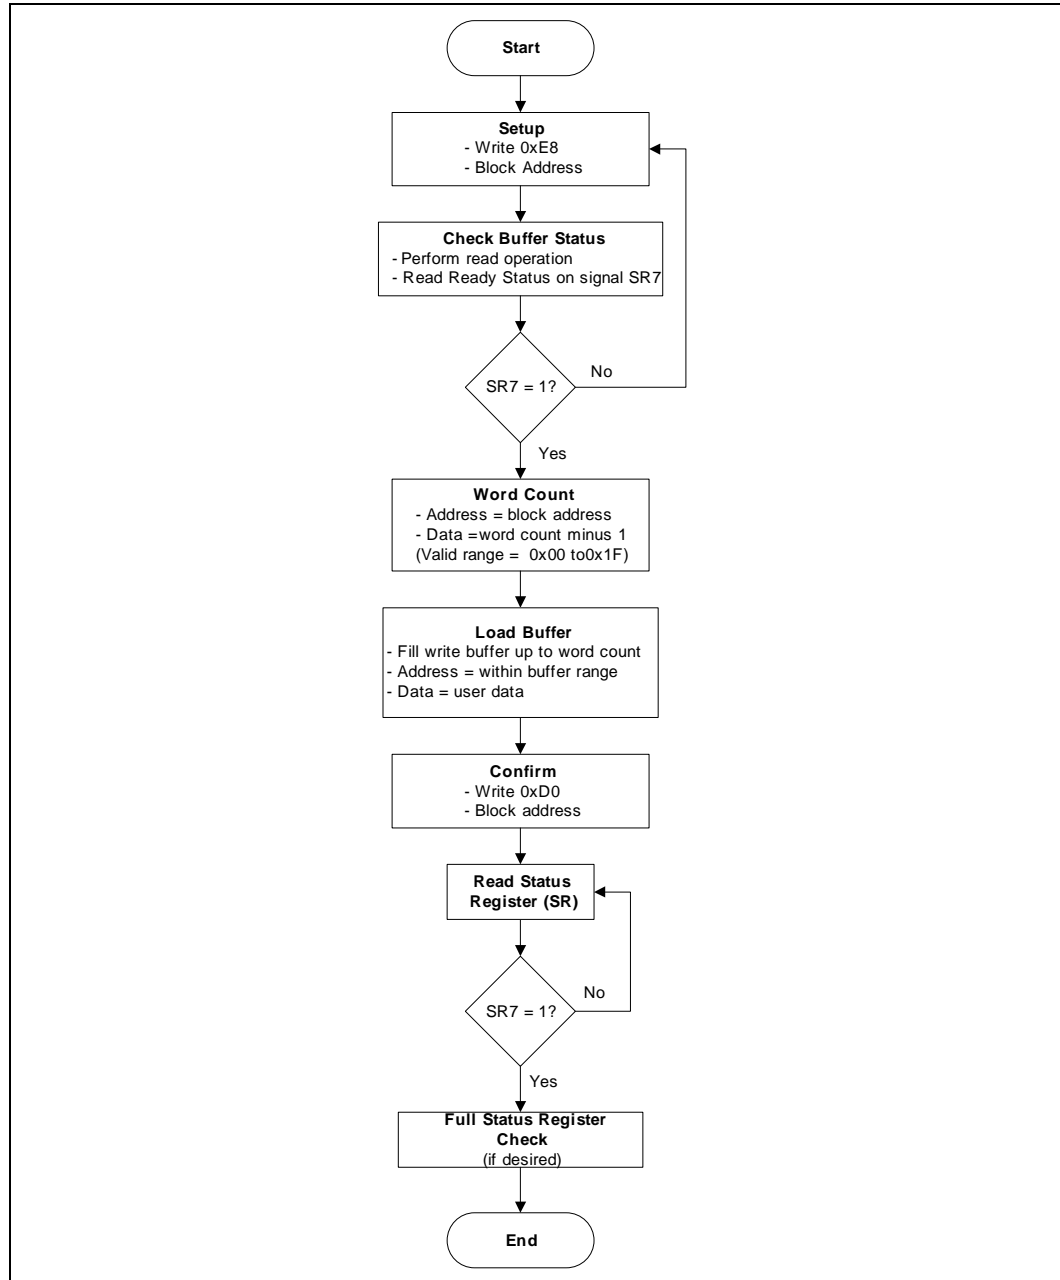 Start
Setup
- Write 0xE8
- Block Address
Check Buffer Status
- Perform read operation
- Read Ready Status on signal SR7
SR7 = 1?
No
Yes
Word Count
- Address = block address
- Data =word count minus 1
(Valid range = 0x00 to0x1F)
Load Buffer
- Fill write buffer up to word count
- Address = within buffer range
- Data = user data
Confirm
- Write 0xD0
- Block address
Read Status
Register (SR)
SR7 = 1?
No
Yes
Full Status Register
Check
(if desired)
End